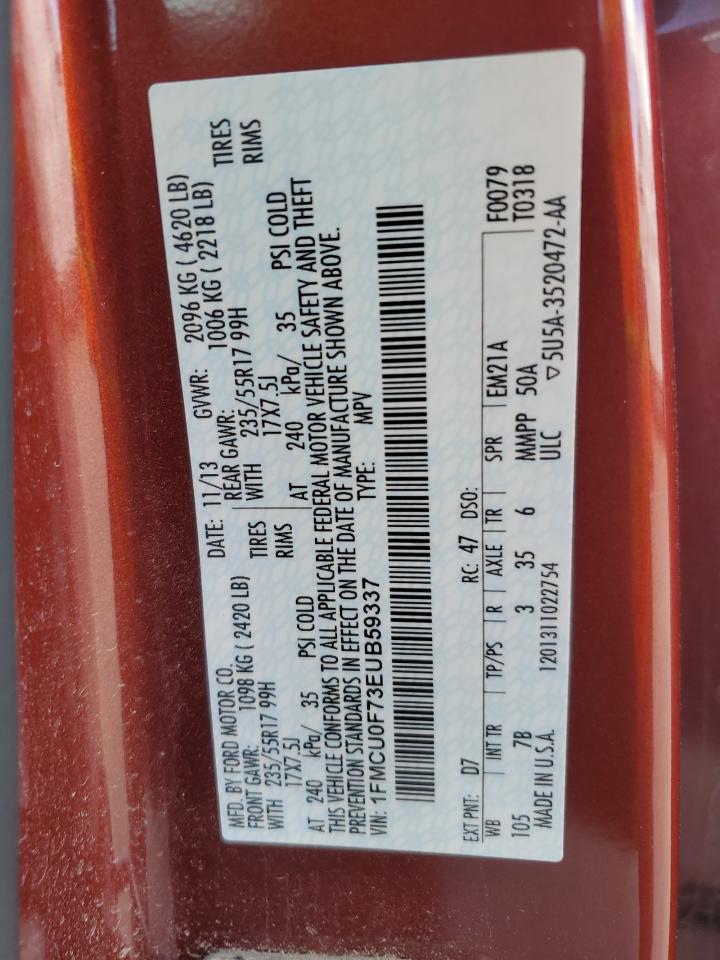 MFD. BY FORD MOTOR CO.
DATE: 11/13 GVWR: 2096 KG ( 4620 LB)
FRONT GAWR: 1098 KG ( 2420 LB) REAR GAWR: 1006 KG ( 2218 LB)
WITH 235/55R17 99H TIRES WITH 235/55R17 99H TIRES
17X7.5J RIMS 17X7.5J RIMS
AT 240 kPa/ 35 PSI COLD AT 240 kPa/ 35 PSI COLD
THIS VEHICLE CONFORMS TO ALL APPLICABLE FEDERAL MOTOR VEHICLE SAFETY AND THEFT
PREVENTION STANDARDS IN EFFECT ON THE DATE OF MANUFACTURE SHOWN ABOVE.
VIN: 1FMCU0F73EUB59337 TYPE: MPV
EXT PNT: D7 RC: 47 DSO:
WB INT TR TP/PS R AXLE TR SPR EM21A F0079
105 7B 3 35 6 MMPP 50A T0318
MADE IN U.S.A. 1201311022754 ULC ▽5U5A-3520472-AA